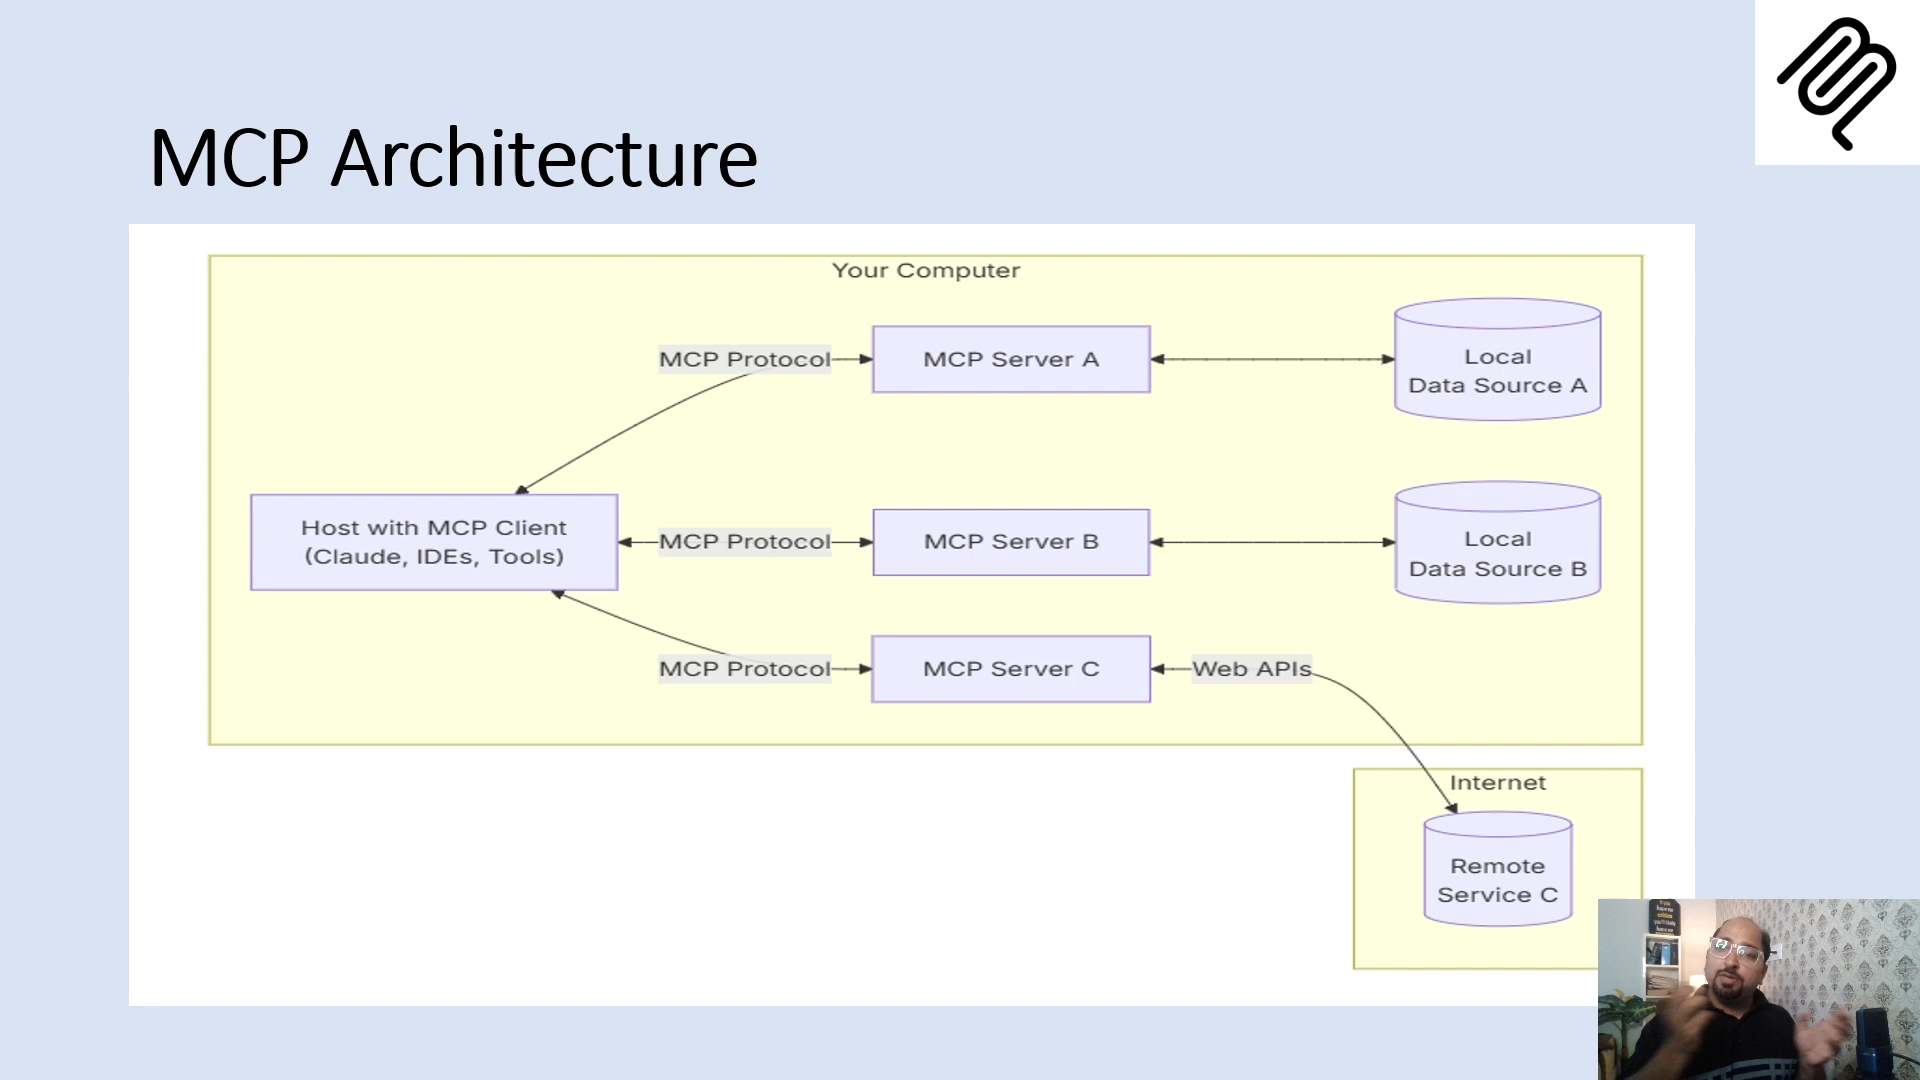 MCP Architecture
Your Computer
MCP Protocol
MCP Server A
Local
Data Source A
Host with MCP Client
(Claude, IDEs, Tools)
MCP Protocol
MCP Server B
Local
Data Source B
MCP Protocol
MCP Server C
Web APIs
Internet
Remote
Service C